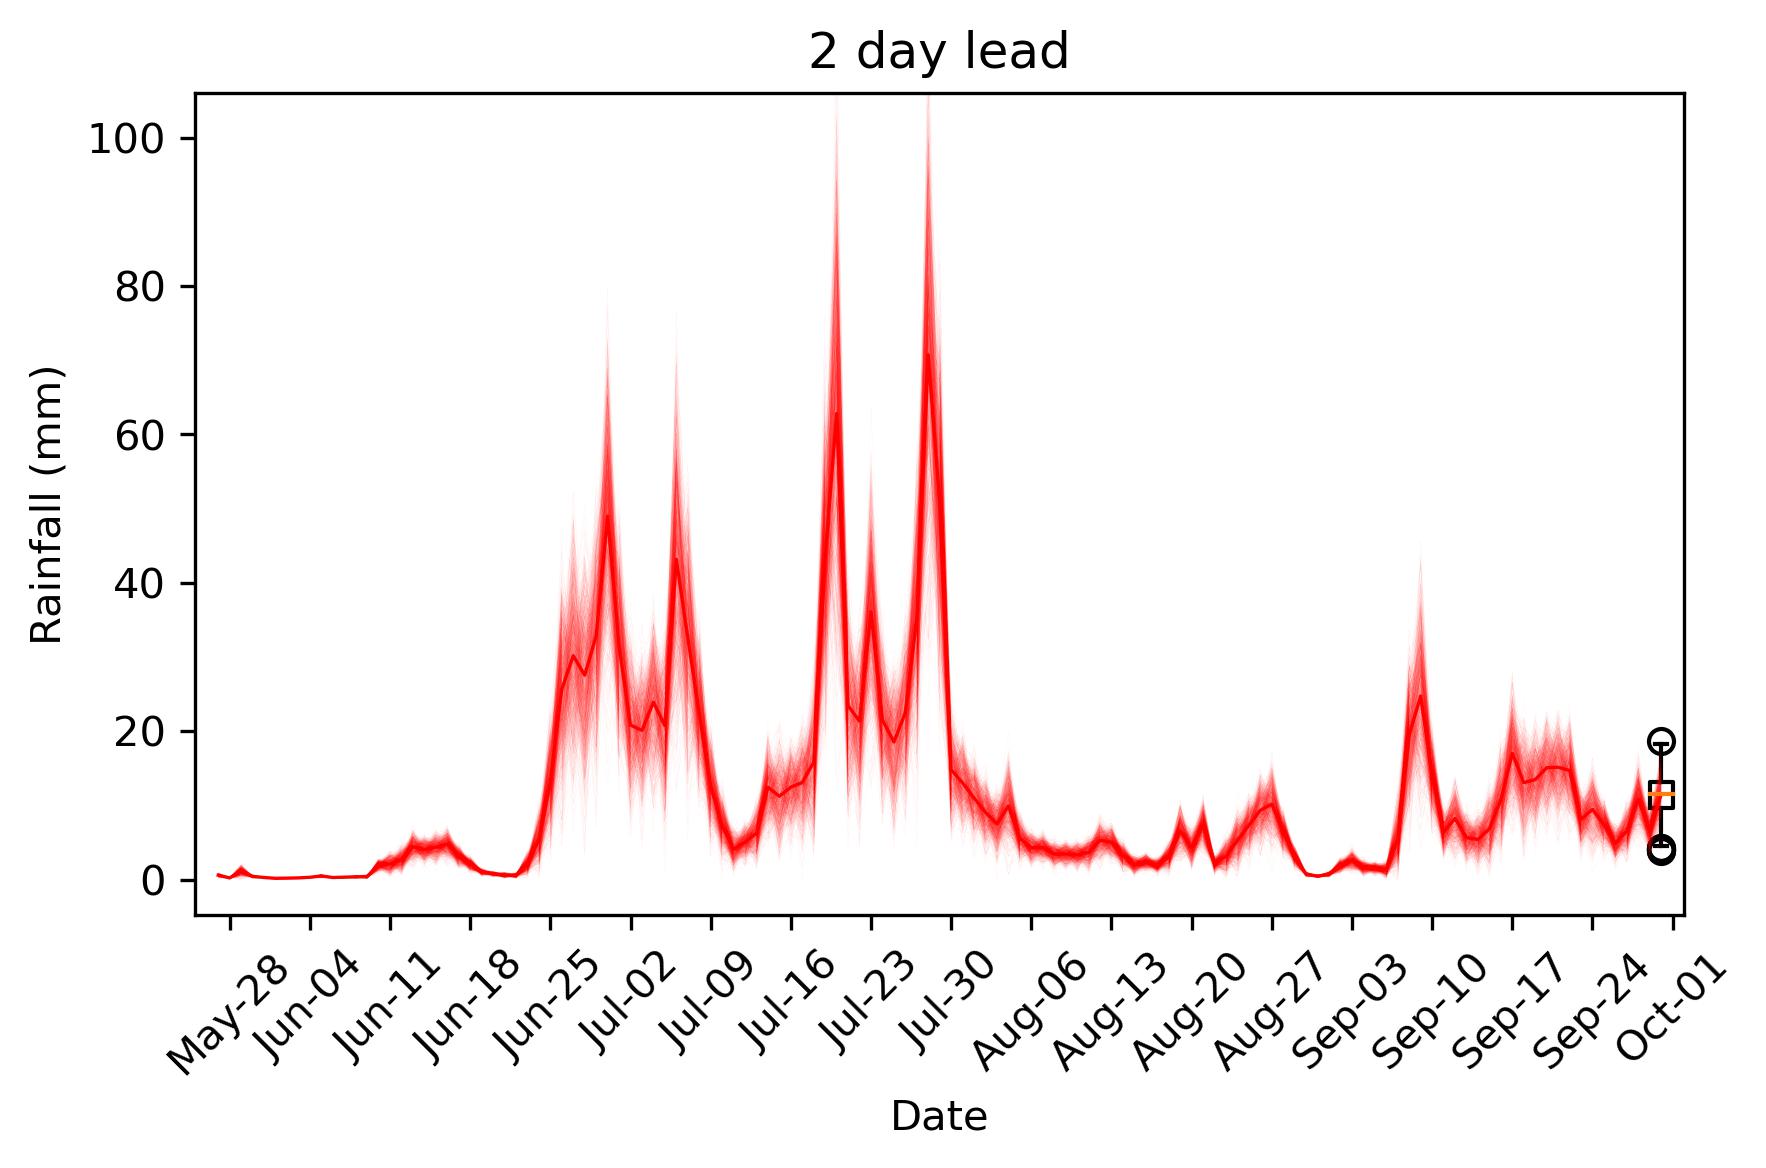 2 day lead
100
80
60
40
20
0
Rainfall (mm)
May-28
Jun-04
Jun-11
Jun-18
Jun-25
Jul-02
Jul-09
Jul-16
Jul-23
Jul-30
Aug-06
Aug-13
Aug-20
Aug-27
Sep-03
Sep-10
Sep-17
Sep-24
Oct-01
Date